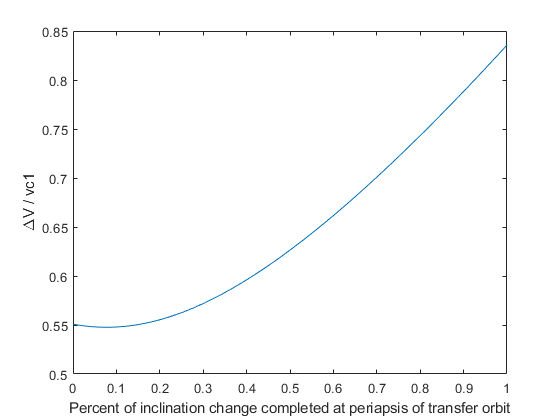 0.85
0.8
0.75
0.7
0.65
0.6
0.55
0.5
ΔV / vc1
0 0.1 0.2 0.3 0.4 0.5 0.6 0.7 0.8 0.9 1
Percent of inclination change completed at periapsis of transfer orbit